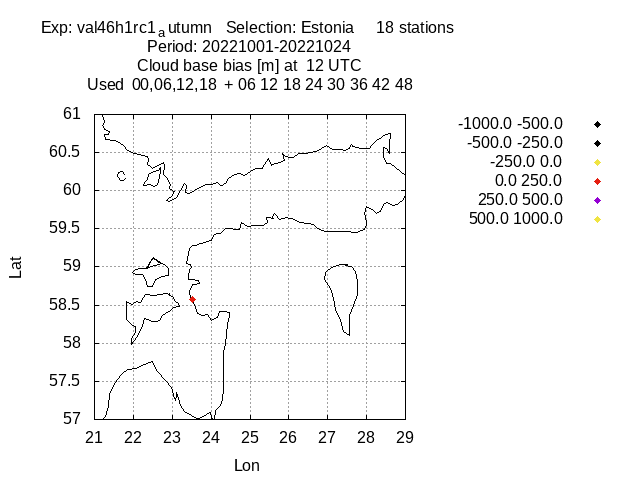 Exp: val46h1rc1ₐutumn Selection: Estonia 18 stations
Period: 20221001-20221024
Cloud base bias [m] at 12 UTC
Used 00,06,12,18 + 06 12 18 24 30 36 42 48
61
60.5
60
59.5
59
58.5
58
57.5
57
21 22 23 24 25 26 27 28 29
Lat
Lon
-1000.0 -500.0
-500.0 -250.0
-250.0 0.0
0.0 250.0
250.0 500.0
500.0 1000.0